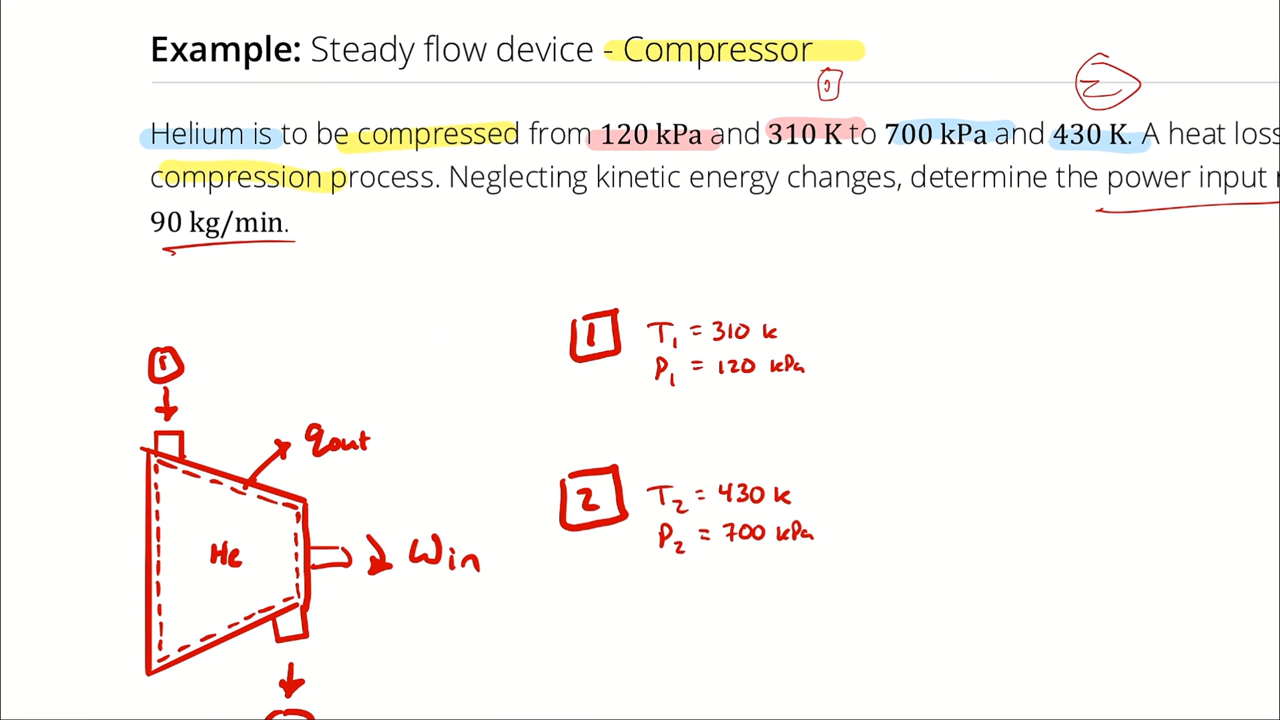 Example: Steady flow device - Compressor
2
Helium is to be compressed from 120 kPa and 310 K to 700 kPa and 430 K. A heat loss
compression process. Neglecting kinetic energy changes, determine the power input
90 kg/min.
1 T₁ = 310 K
P₁ = 120 kPa
1
qout
2 T₂ = 430 K
P₂ = 700 kPa
He
Win